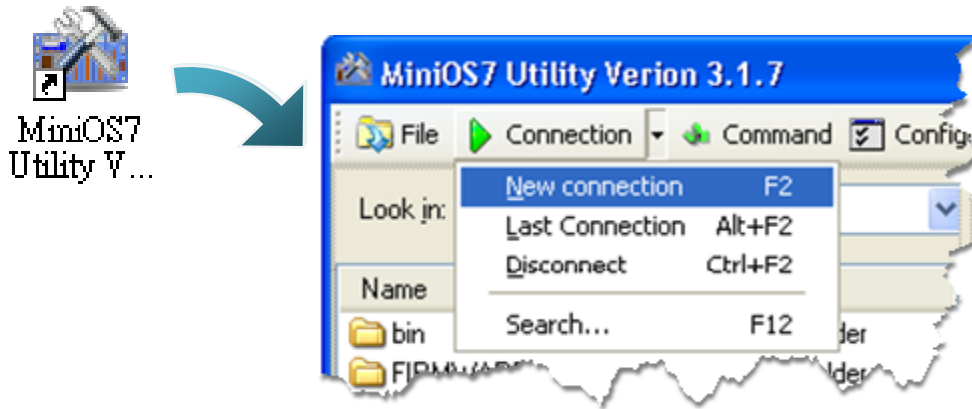 MiniOS7
Utility V...
MiniOS7 Utility Verion 3.1.7
File Connection Command
Look in:
New connection F2
Last Connection Alt+F2
Disconnect Ctrl+F2
Search... F12
Name
bin